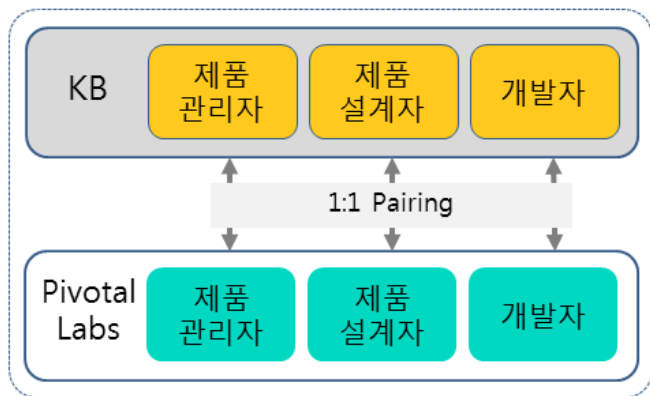 KB
제품
관리자
제품
설계자
개발자
1:1 Pairing
Pivotal
Labs
제품
관리자
제품
설계자
개발자